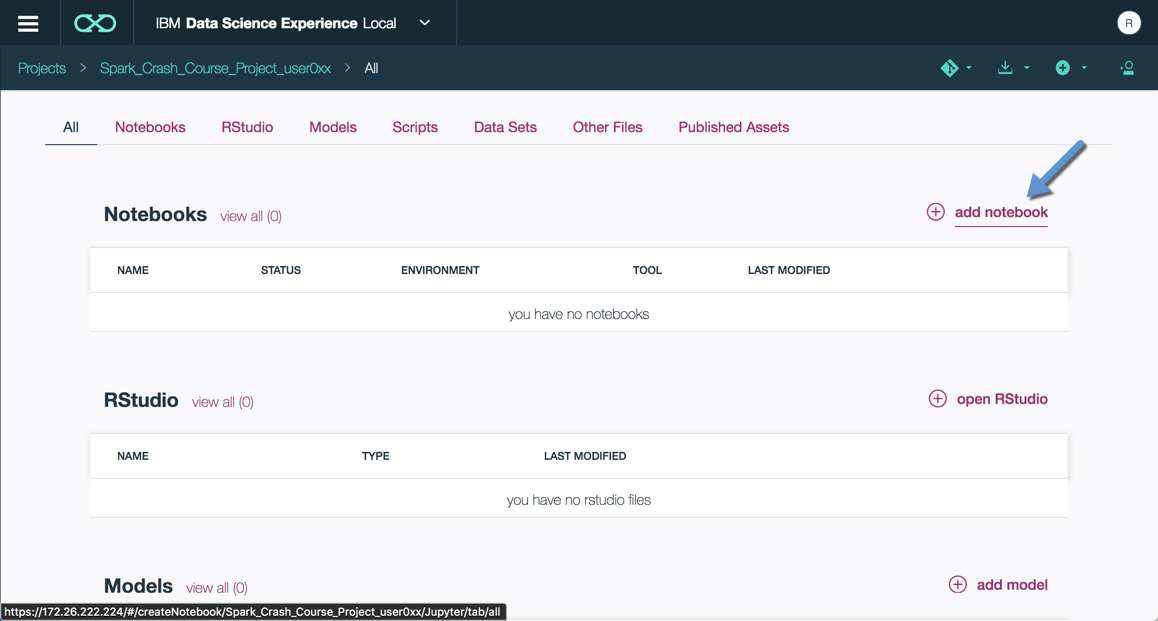 IBM Data Science Experience Local
R
Projects > Spark_Crash_Course_Project_user0xx > All
All Notebooks RStudio Models Scripts Data Sets Other Files Published Assets
Notebooks view all (0) add notebook
NAME STATUS ENVIRONMENT TOOL LAST MODIFIED
you have no notebooks
RStudio view all (0) open RStudio
NAME TYPE LAST MODIFIED
you have no rstudio files
Models view all (0) add model
https://172.26.222.224/#/createNotebook/Spark_Crash_Course_Project_user0xx/Jupyter/tab/all